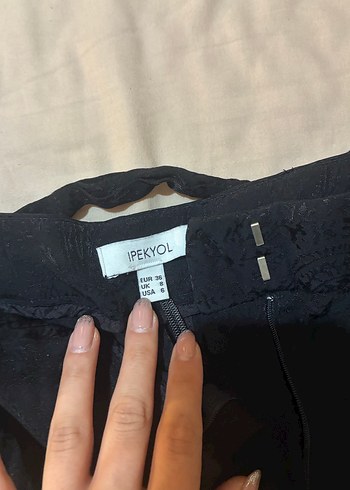 IPEKYOL
EUR 36
UK 8
USA 6